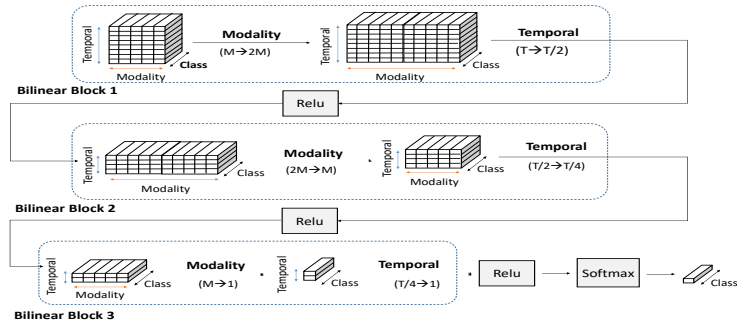 Temporal
Modality
Class
Modality
(M→2M)
Temporal
Modality
Class
Temporal
(T→T/2)
Bilinear Block 1
Relu
Temporal
Modality
Class
Modality
(2M→M)
Temporal
Modality
Class
Temporal
(T/2→T/4)
Bilinear Block 2
Relu
Temporal
Modality
Class
Modality
(M→1)
Temporal
Class
Temporal
(T/4→1)
Relu
Softmax
Class
Bilinear Block 3